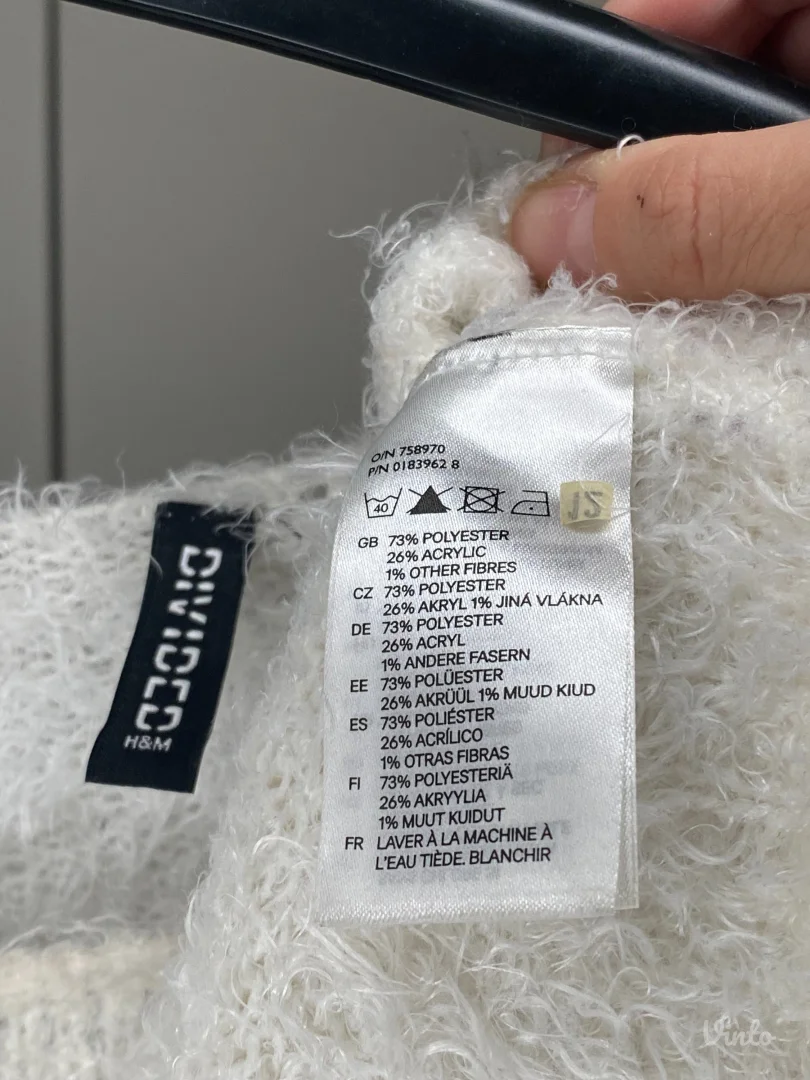 O/N 758970
P/N 0183962 8
40
GB 73% POLYESTER
26% ACRYLIC
1% OTHER FIBRES
CZ 73% POLYESTER
26% AKRYL 1% JINÁ VLÁKNA
DE 73% POLYESTER
26% ACRYL
1% ANDERE FASERN
EE 73% POLÜESTER
26% AKRÜÜL 1% MUUD KIUD
ES 73% POLIÉSTER
26% ACRÍLICO
1% OTRAS FIBRAS
FI 73% POLYESTERIÄ
26% AKRYYLIA
1% MUUT KUIDUT
FR LAVER À LA MACHINE À
L'EAU TIÈDE. BLANCHIR
DIVIDED
H&M
Vinto